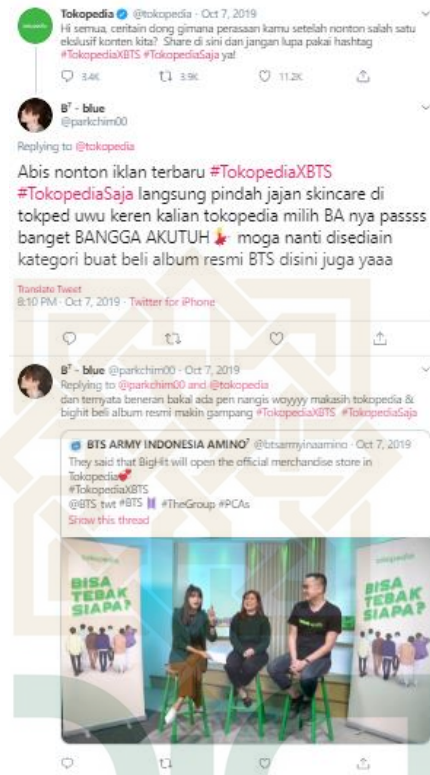 Tokopedia @tokopedia · Oct 7, 2019
Hi semua, ceritain dong gimana perasaan kamu setelah nonton salah satu
ekslusif konten kita? Share di sini dan jangan lupa pakai hashtag
#TokopediaXBTS #TokopediaSaja ya!
3.4K 3.9K 11.2K
B⁷ - blue
@parkchim00
Replying to @tokopedia
Abis nonton iklan terbaru #TokopediaXBTS
#TokopediaSaja langsung pindah jajan skincare di
tokped uwu keren kalian tokopedia milih BA nya passss
banget BANGGA AKUTUH 💃 moga nanti disediain
kategori buat beli album resmi BTS disini juga yaaa
Translate Tweet
8:10 PM · Oct 7, 2019 · Twitter for iPhone
B⁷ - blue @parkchim00 · Oct 7, 2019
Replying to @parkchim00 and @tokopedia
dan ternyata beneran bakal ada pen nangis woyyyy makasih tokopedia &
bighit beli album resmi makin gampang #TokopediaXBTS #TokopediaSaja
BTS ARMY INDONESIA AMINO⁷ @btsarmyinaamino · Oct 7, 2019
They said that BigHit will open the official merchandise store in
Tokopedia💕
#TokopediaXBTS
@BTS_twt #BTS #TheGroup #PCAs
Show this thread
tokopedia
BISA
TEBAK
SIAPA?
tokopedia
BISA
TEBAK
SIAPA?